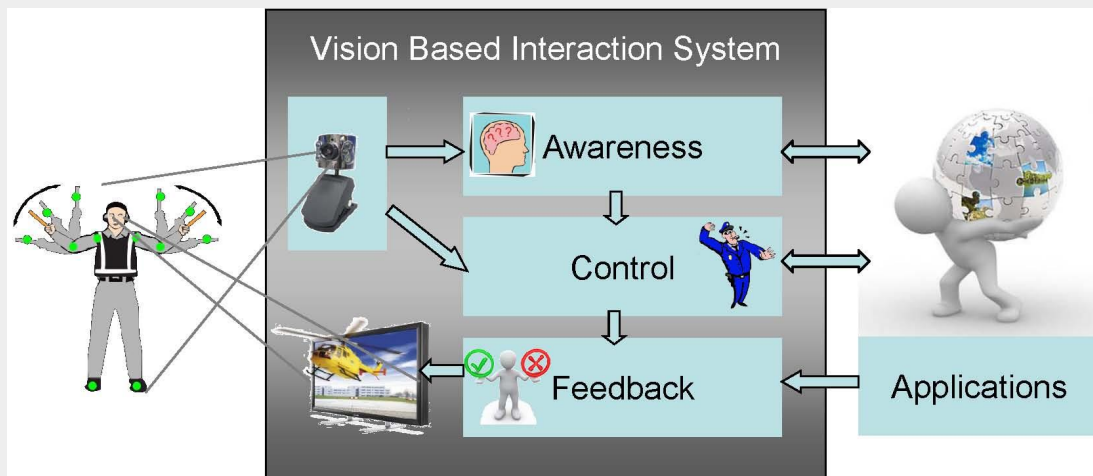 Vision Based Interaction System
Awareness
Control
Feedback
Applications